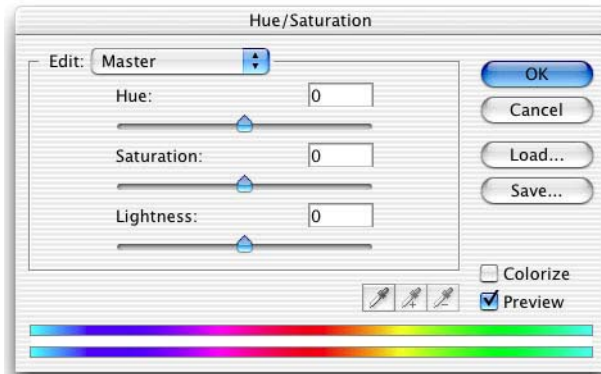 Hue/Saturation
Edit: Master
Hue: 0
Saturation: 0
Lightness: 0
OK
Cancel
Load...
Save...
Colorize
Preview